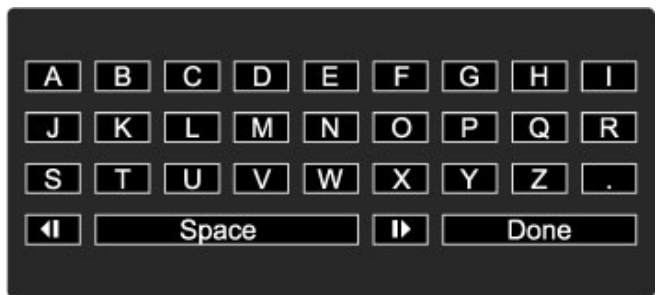 A B C D E F G H I
J K L M N O P Q R
S T U V W X Y Z .
Space Done